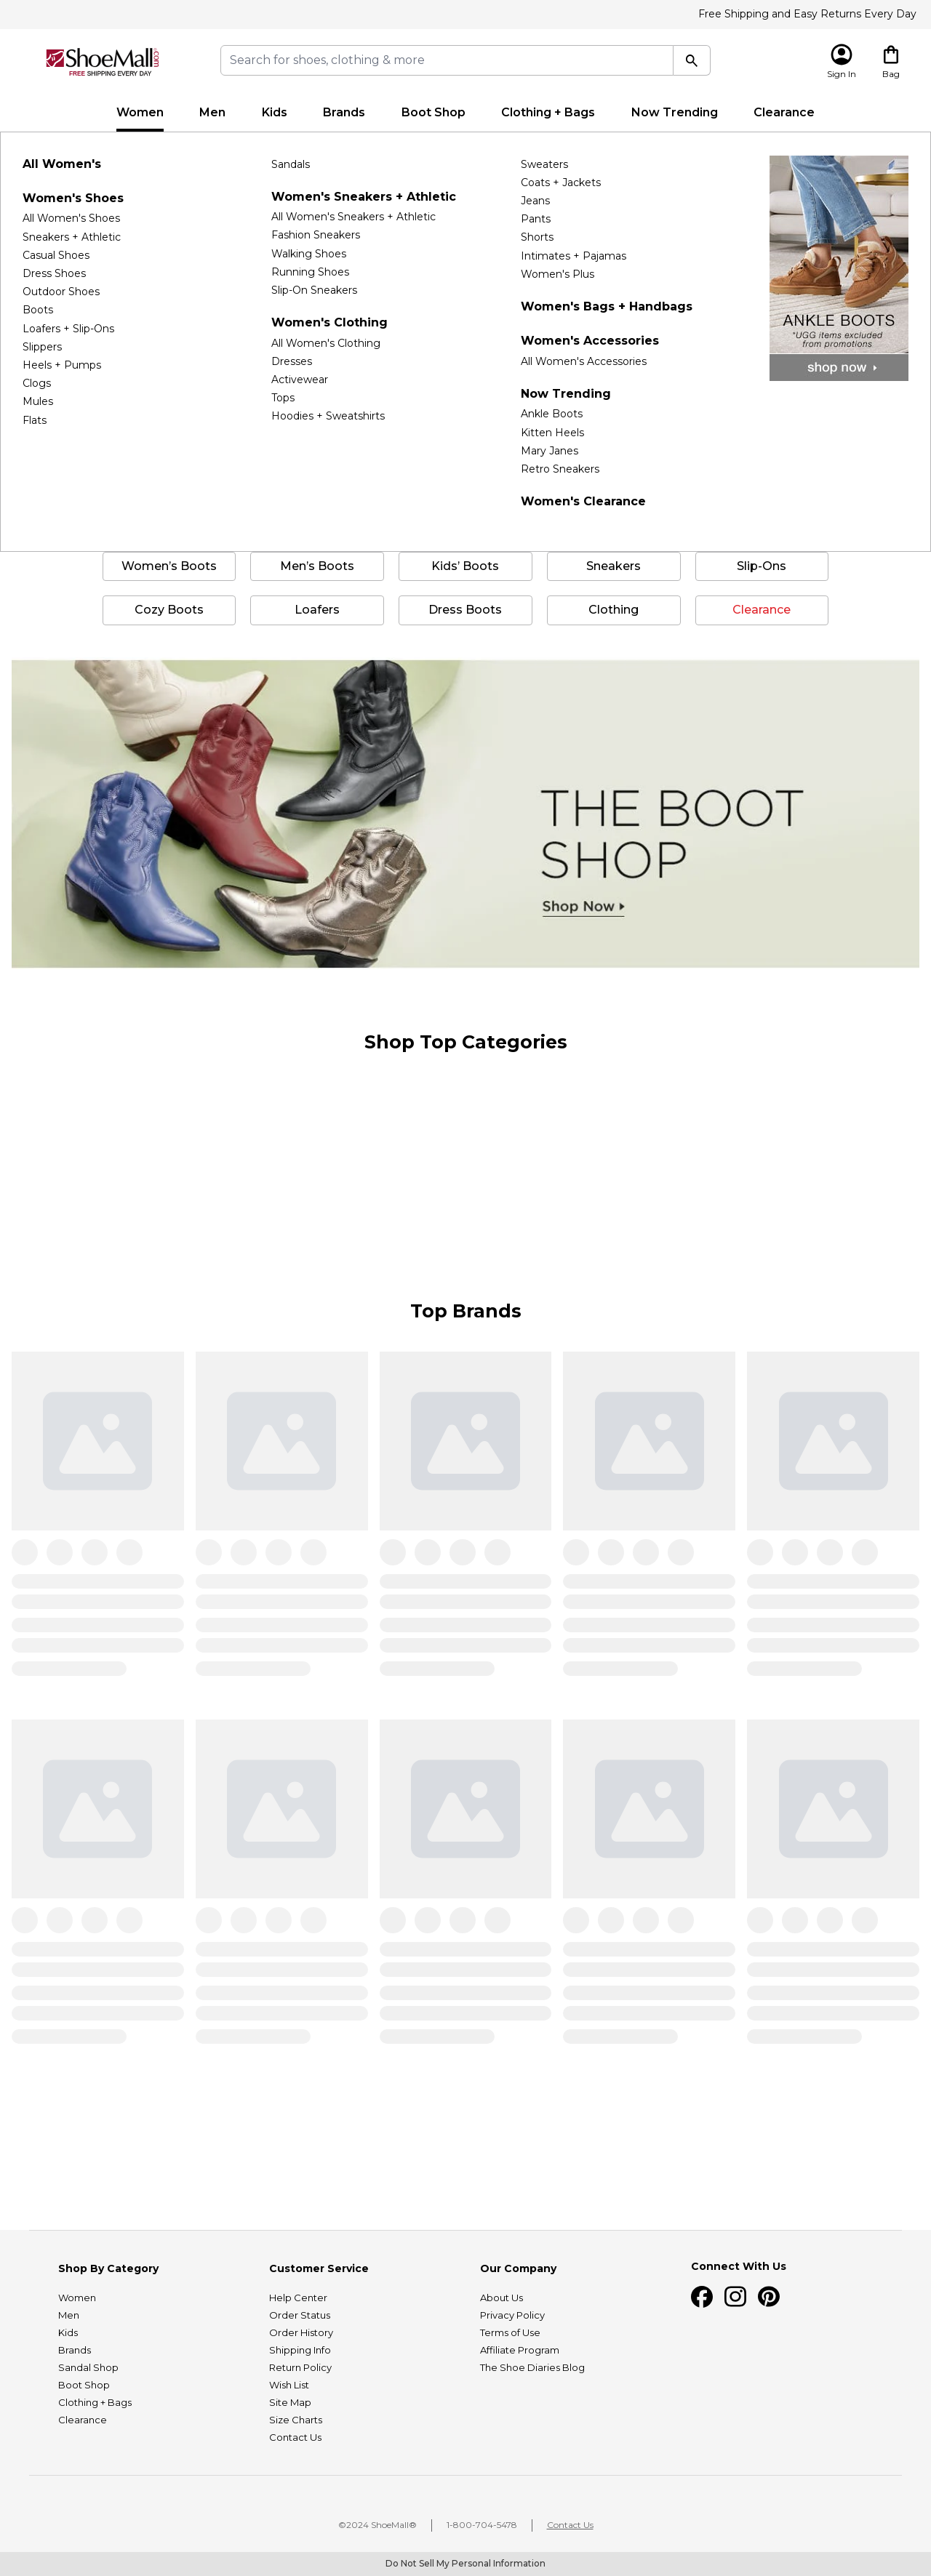 Free Shipping and Easy Returns Every Day
ShoeMall.com
FREE SHIPPING EVERY DAY
Search for shoes, clothing & more
Sign In
Bag
Women
Men
Kids
Brands
Boot Shop
Clothing + Bags
Now Trending
Clearance
All Women's
Women's Shoes
All Women's Shoes
Sneakers + Athletic
Casual Shoes
Dress Shoes
Outdoor Shoes
Boots
Loafers + Slip-Ons
Slippers
Heels + Pumps
Clogs
Mules
Flats
Sandals
Women's Sneakers + Athletic
All Women's Sneakers + Athletic
Fashion Sneakers
Walking Shoes
Running Shoes
Slip-On Sneakers
Women's Clothing
All Women's Clothing
Dresses
Activewear
Tops
Hoodies + Sweatshirts
Sweaters
Coats + Jackets
Jeans
Pants
Shorts
Intimates + Pajamas
Women's Plus
Women's Bags + Handbags
Women's Accessories
All Women's Accessories
Now Trending
Ankle Boots
Kitten Heels
Mary Janes
Retro Sneakers
Women's Clearance
ANKLE BOOTS
*UGG items excluded
from promotions
shop now
Women’s Boots
Men’s Boots
Kids’ Boots
Sneakers
Slip-Ons
Cozy Boots
Loafers
Dress Boots
Clothing
Clearance
THE BOOT
SHOP
Shop Now
Shop Top Categories
Top Brands
Shop By Category
Women
Men
Kids
Brands
Sandal Shop
Boot Shop
Clothing + Bags
Clearance
Customer Service
Help Center
Order Status
Order History
Shipping Info
Return Policy
Wish List
Site Map
Size Charts
Contact Us
Our Company
About Us
Privacy Policy
Terms of Use
Affiliate Program
The Shoe Diaries Blog
Connect With Us
©2024 ShoeMall®
1-800-704-5478
Contact Us
Do Not Sell My Personal Information